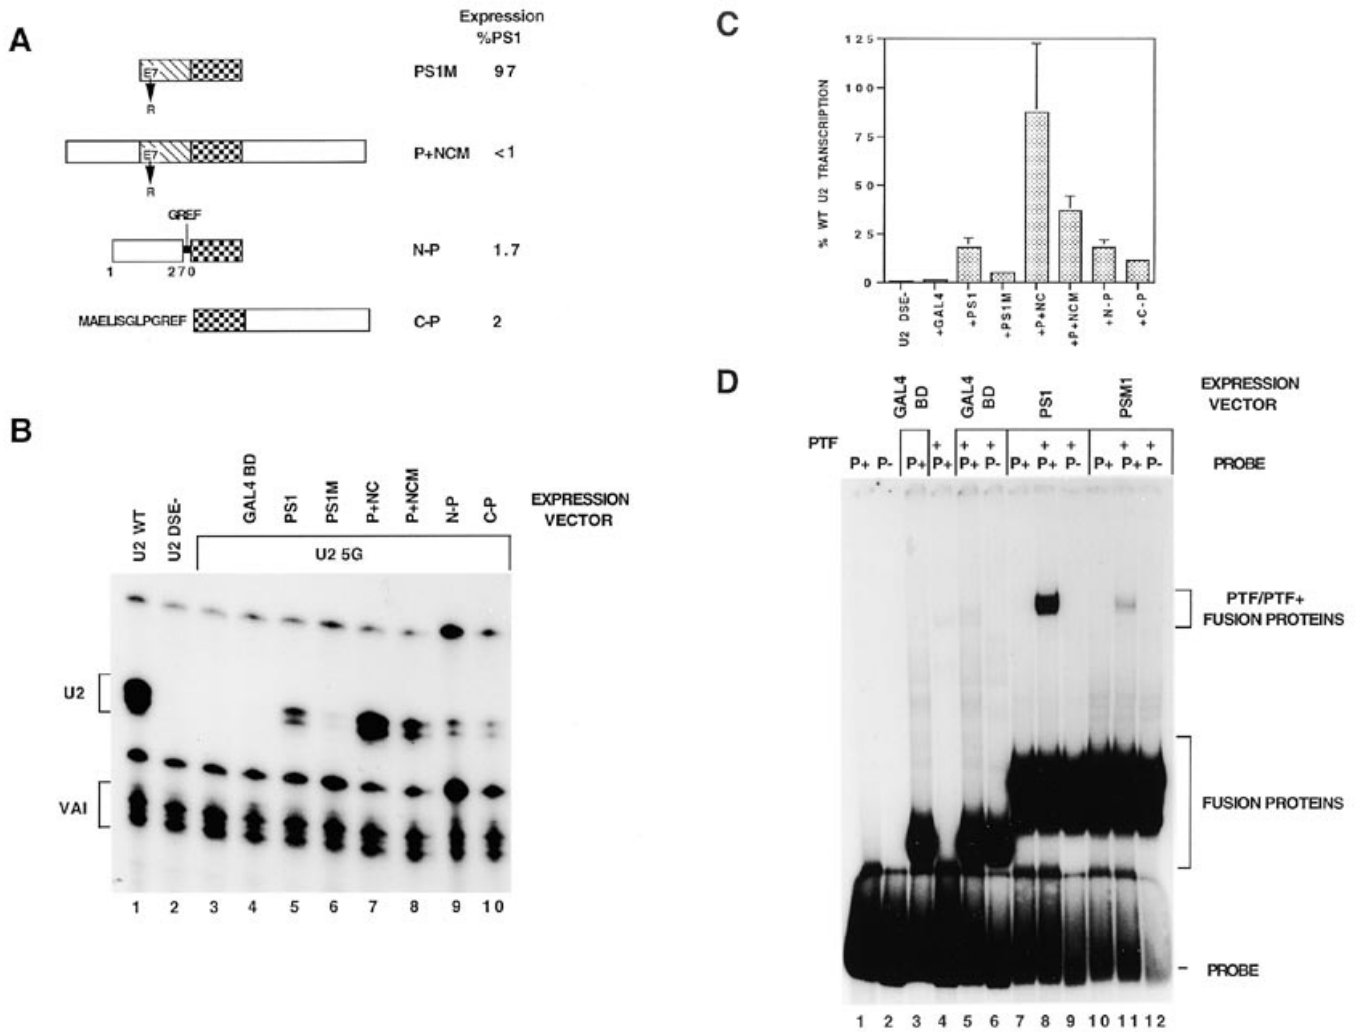 A
Expression
%PS1
E7
R
PS1M 97
E7
R
P+NCM <1
GREF
1 270
N-P 1.7
MAELISGLPGREF
C-P 2
B
U2 WT
U2 DSE-
GAL4 BD
PS1
PS1M
P+NC
P+NCM
N-P
C-P
EXPRESSION
VECTOR
U2 5G
U2
VAI
1 2 3 4 5 6 7 8 9 10
C
% WT U2 TRANSCRIPTION
125
100
75
50
25
0
U2 DSE-
+GAL4
+PS1
+PS1M
+P+NC
+P+NCM
+N-P
+C-P
D
GAL4
BD
GAL4
BD
PS1
PSM1
EXPRESSION
VECTOR
PTF + + + + + + +
P+ P- P+ P+ P+ P- P+ P+ P- P+ P+ P- PROBE
PTF/PTF+
FUSION PROTEINS
FUSION PROTEINS
PROBE
1 2 3 4 5 6 7 8 9 10 11 12